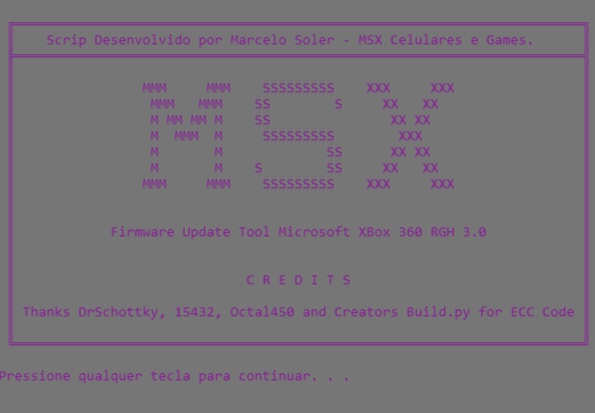 Scrip Desenvolvido por Marcelo Soler - MSX Celulares e Games.
MMM     MMM    SSSSSSSSS    XXX     XXX
MMM   MMM    SS        S     XX   XX
M MM MM M    SS               XX XX
M  MMM  M     SSSSSSSSS        XXX
M       M             SS      XX XX
M       M    S        SS     XX   XX
MMM     MMM    SSSSSSSSS    XXX     XXX
Firmware Update Tool Microsoft XBox 360 RGH 3.0
C R E D I T S
Thanks DrSchottky, 15432, Octal450 and Creators Build.py for ECC Code
Pressione qualquer tecla para continuar. . .